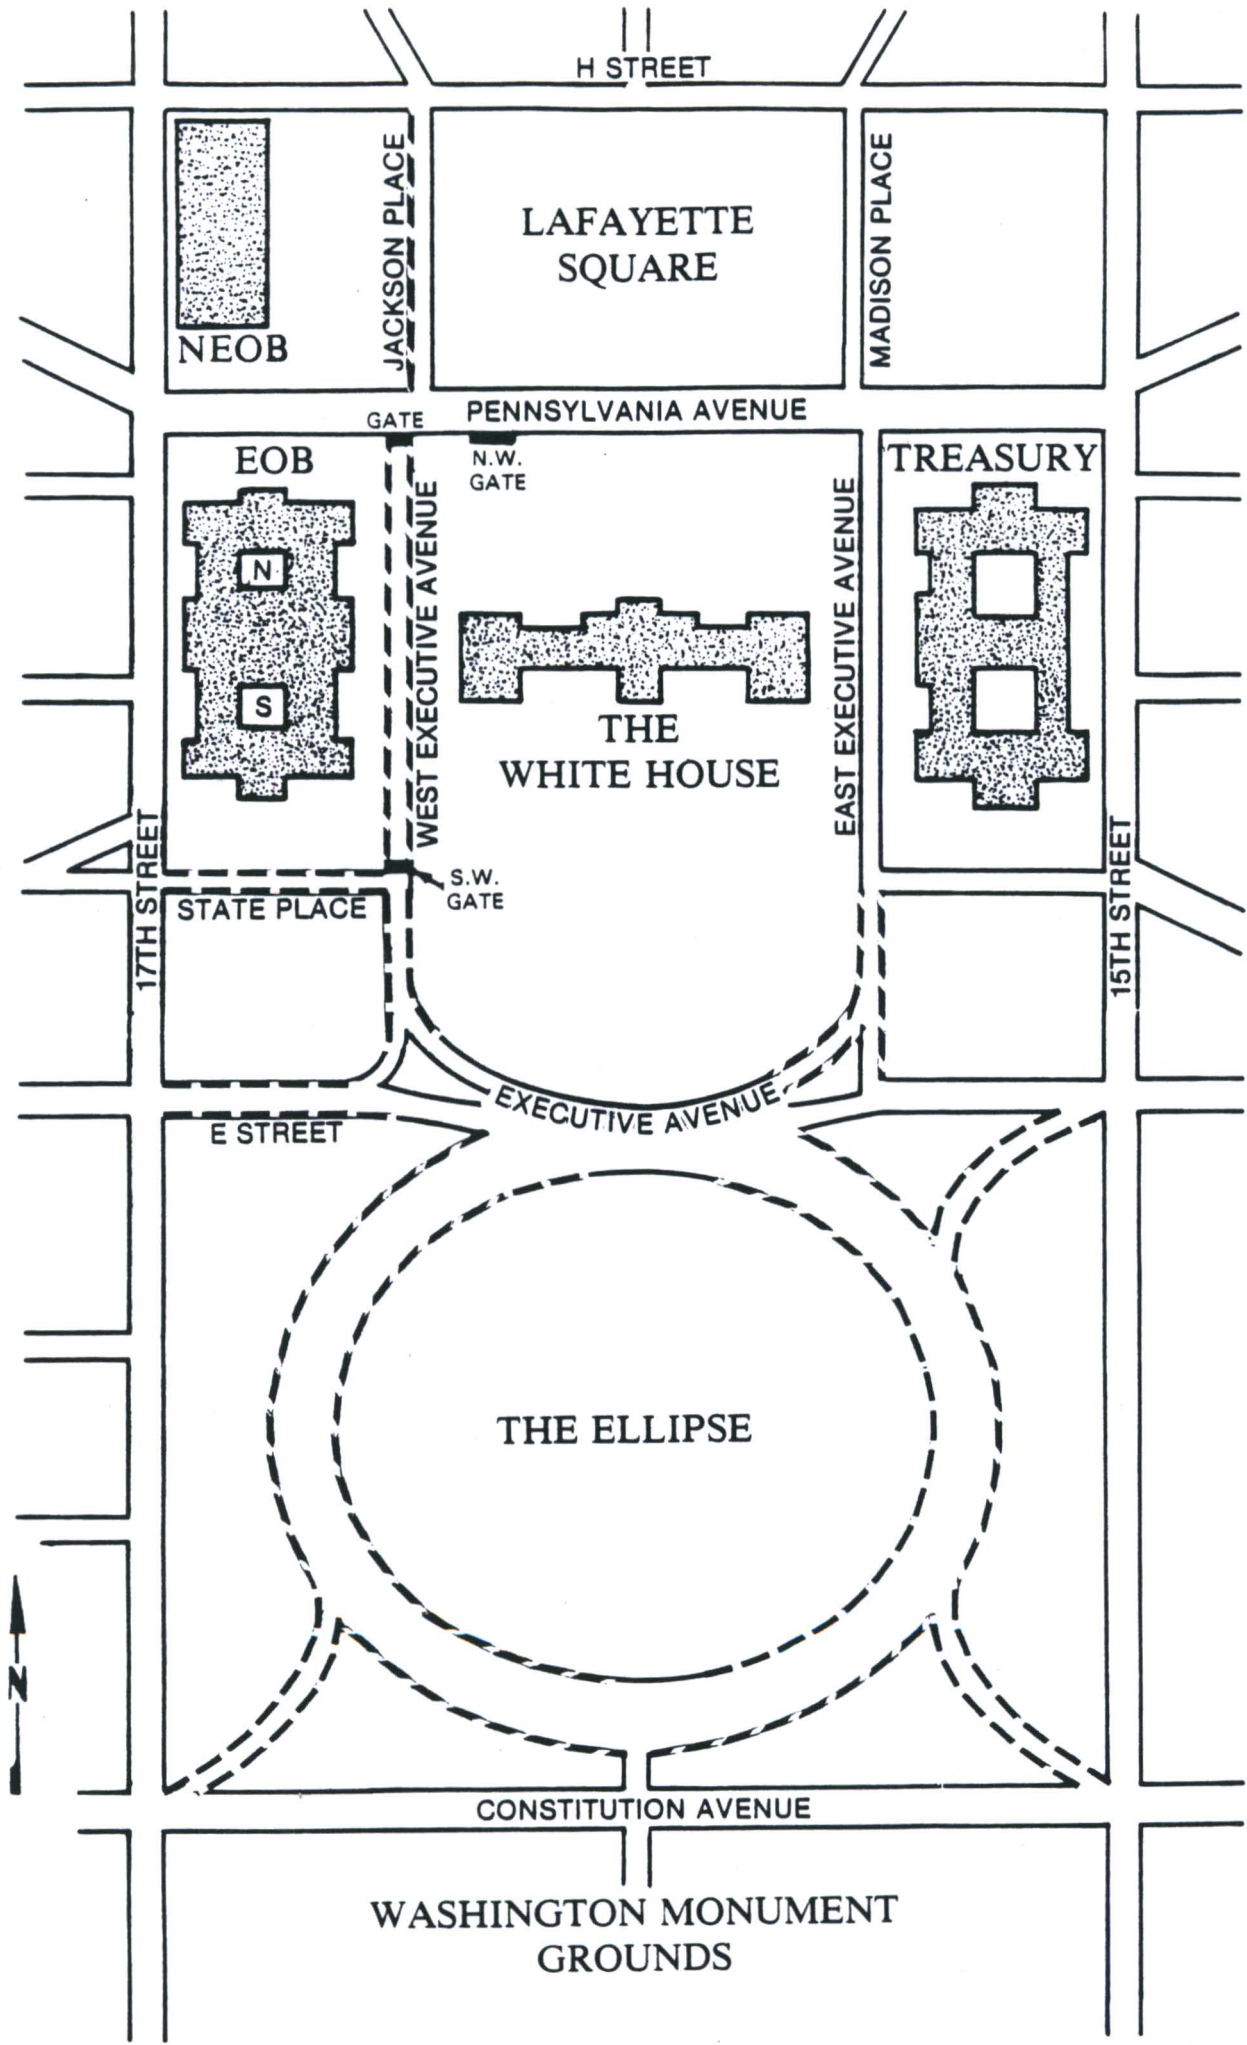 H STREET
JACKSON PLACE
LAFAYETTE
SQUARE
MADISON PLACE
NEOB
PENNSYLVANIA AVENUE
GATE
EOB
N.W.
GATE
TREASURY
N
S
WEST EXECUTIVE AVENUE
EAST EXECUTIVE AVENUE
THE
WHITE HOUSE
17TH STREET
15TH STREET
S.W.
GATE
STATE PLACE
EXECUTIVE AVENUE
E STREET
THE ELLIPSE
N
CONSTITUTION AVENUE
WASHINGTON MONUMENT
GROUNDS